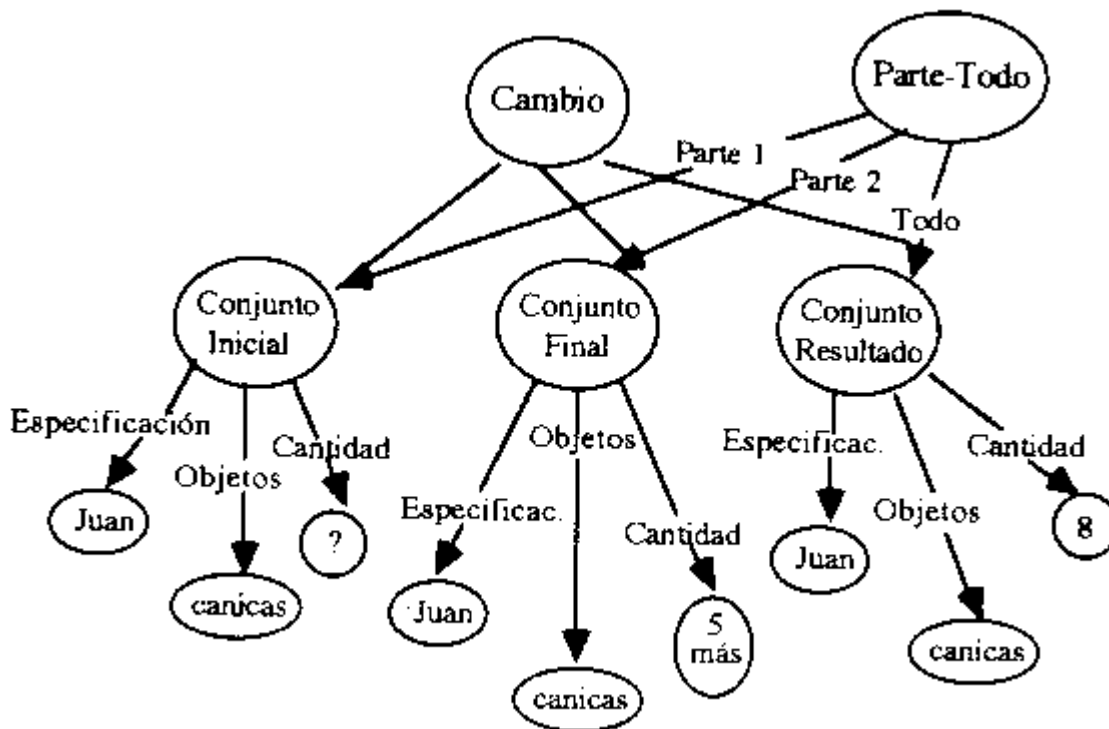 Cambio
Parte-Todo
Parte 1
Parte 2
Todo
Conjunto
Inicial
Conjunto
Final
Conjunto
Resultado
Especificación
Objetos
Cantidad
Especificac.
Objetos
Cantidad
Especificac.
Objetos
Cantidad
Juan
canicas
?
Juan
canicas
5
más
Juan
canicas
8